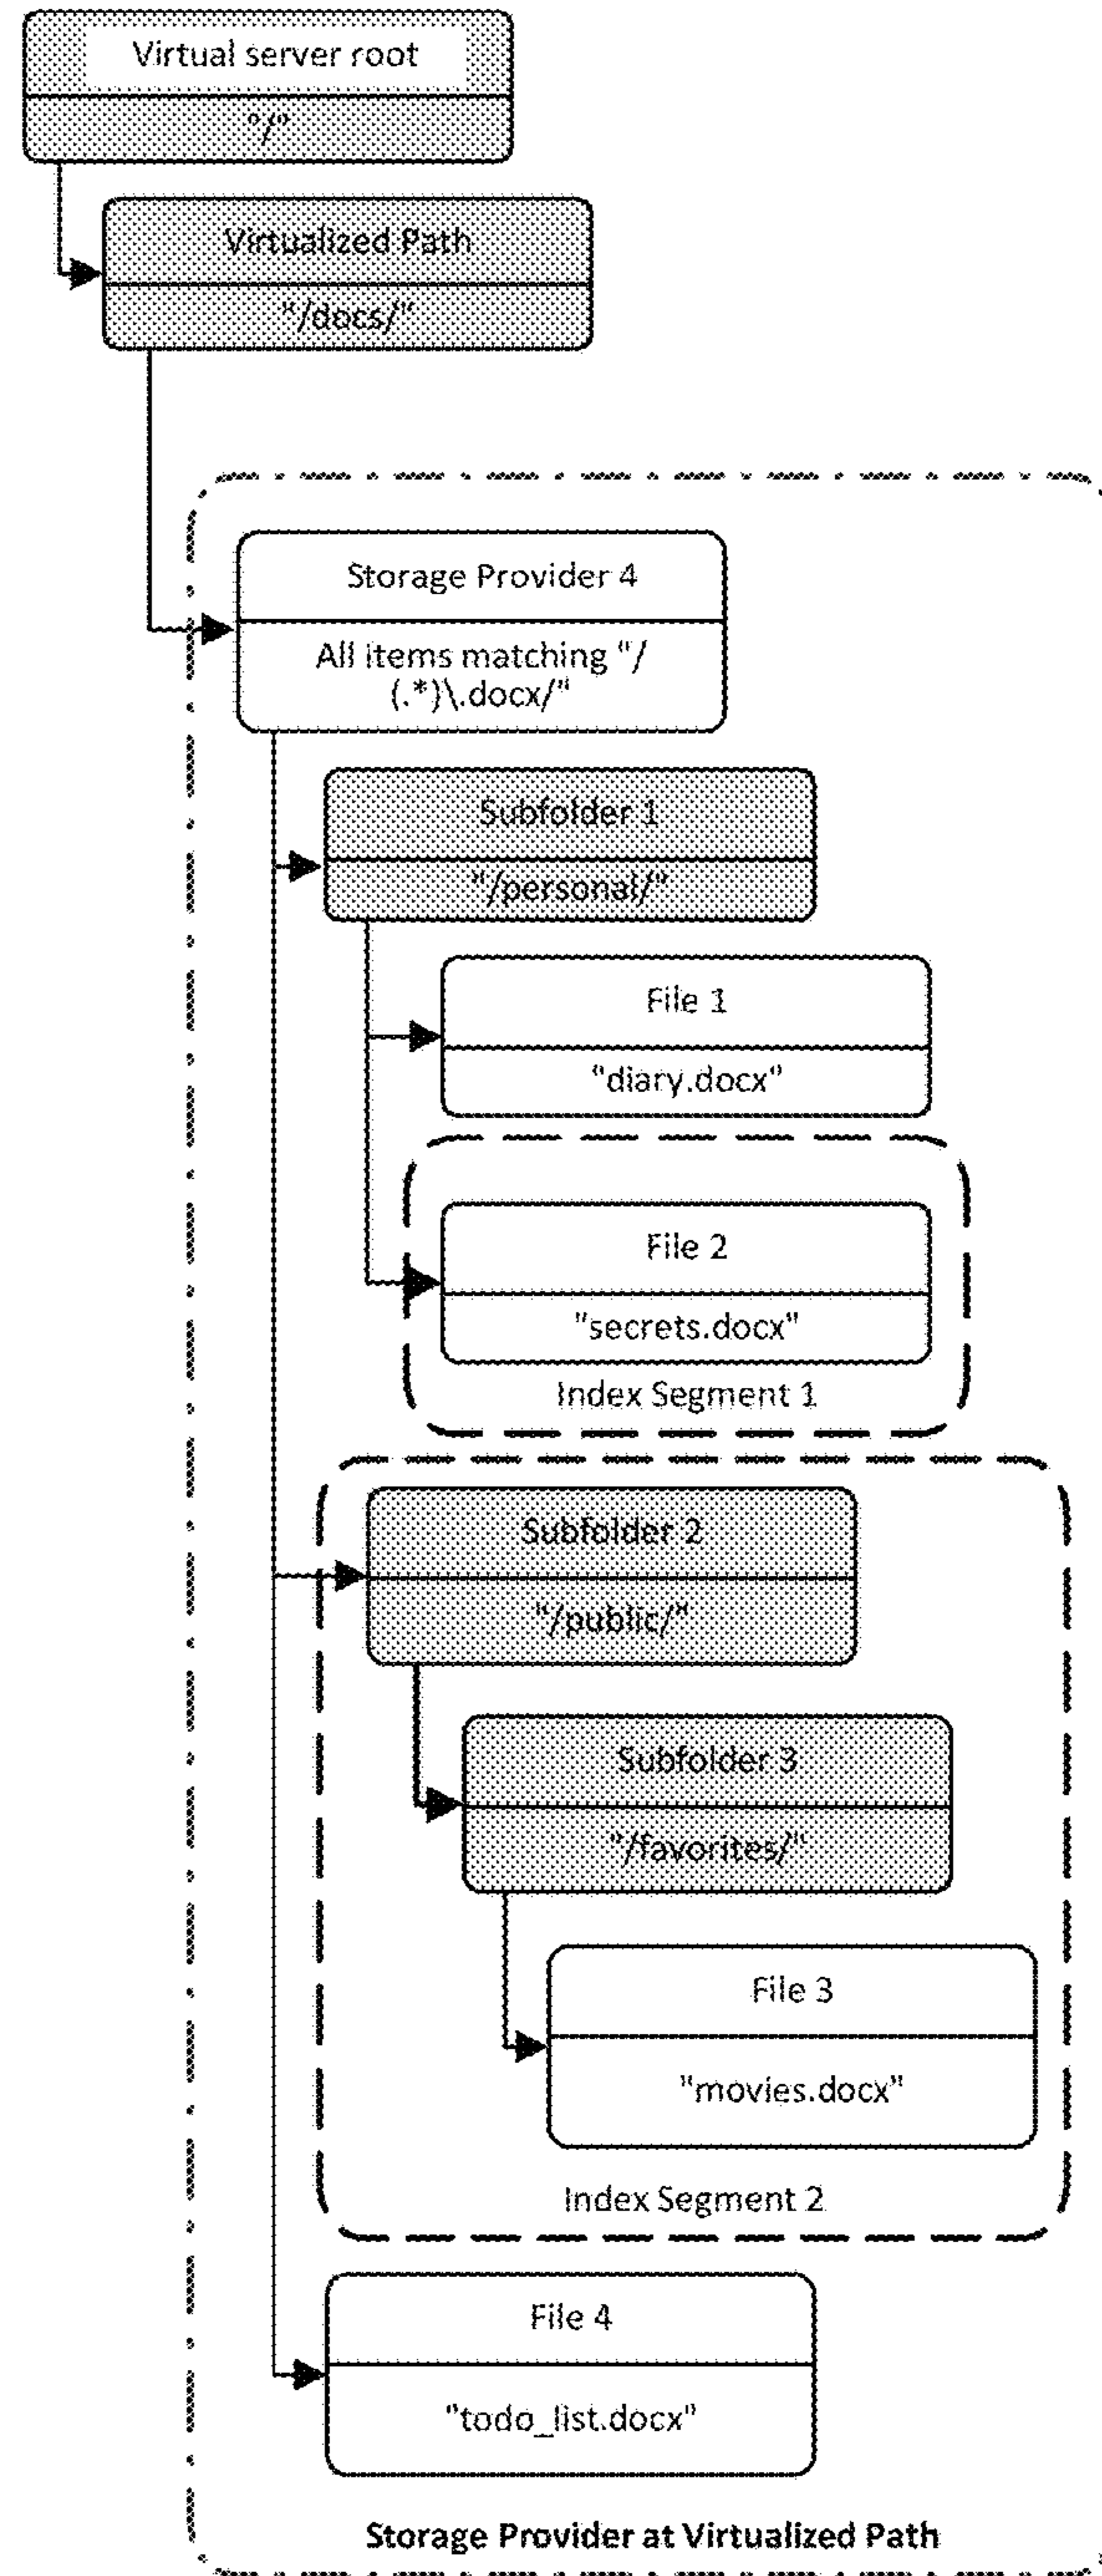 Virtual server root
"/"
Virtualized Path
"/docs/"
Storage Provider 4
All items matching "/
(.*)\.docx/"
Subfolder 1
"/personal/"
File 1
"diary.docx"
File 2
"secrets.docx"
Index Segment 1
Subfolder 2
"/public/"
Subfolder 3
"/favorites/"
File 3
"movies.docx"
Index Segment 2
File 4
"todo_list.docx"
Storage Provider at Virtualized Path